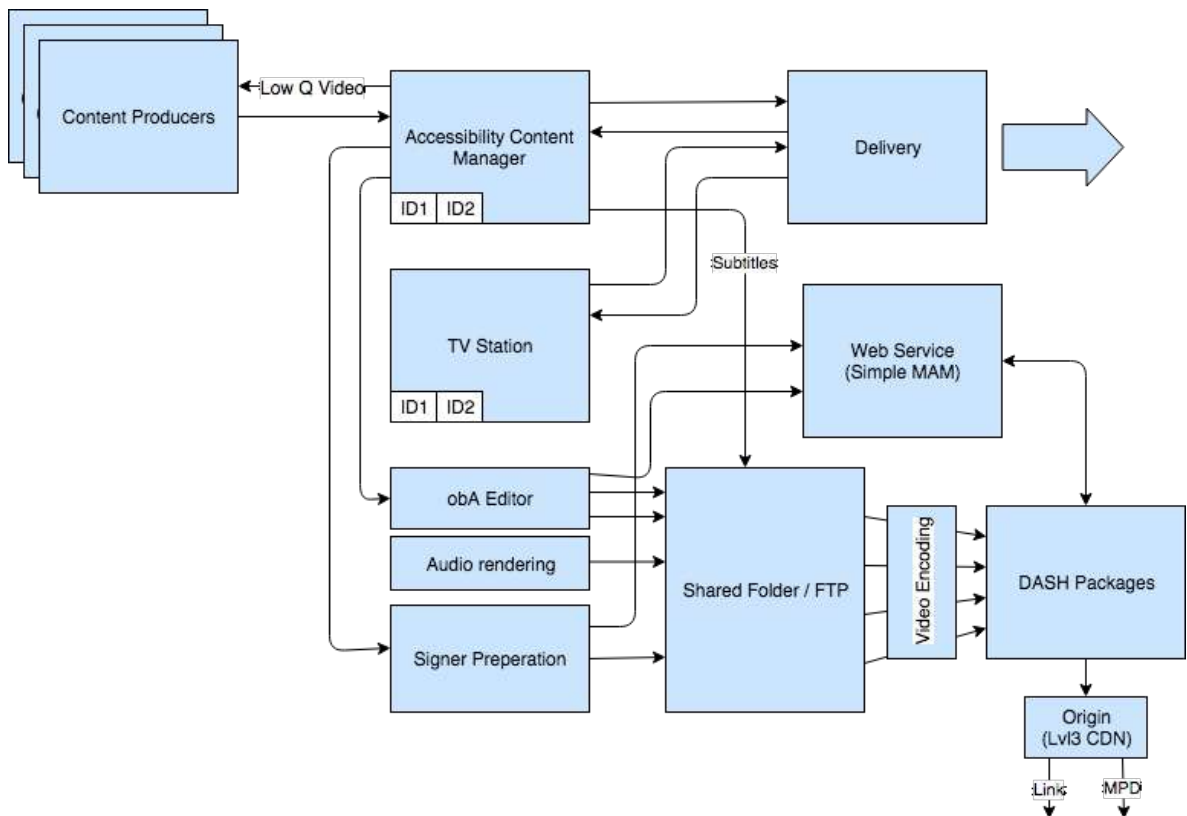 Low Q Video
Content Producers
Accessibility Content
Manager
ID1 ID2
Delivery
Subtitles
TV Station
ID1 ID2
Web Service
(Simple MAM)
obA Editor
Audio rendering
Signer Preperation
Shared Folder / FTP
Video Encoding
DASH Packages
Origin
(Lvl3 CDN)
Link
MPD